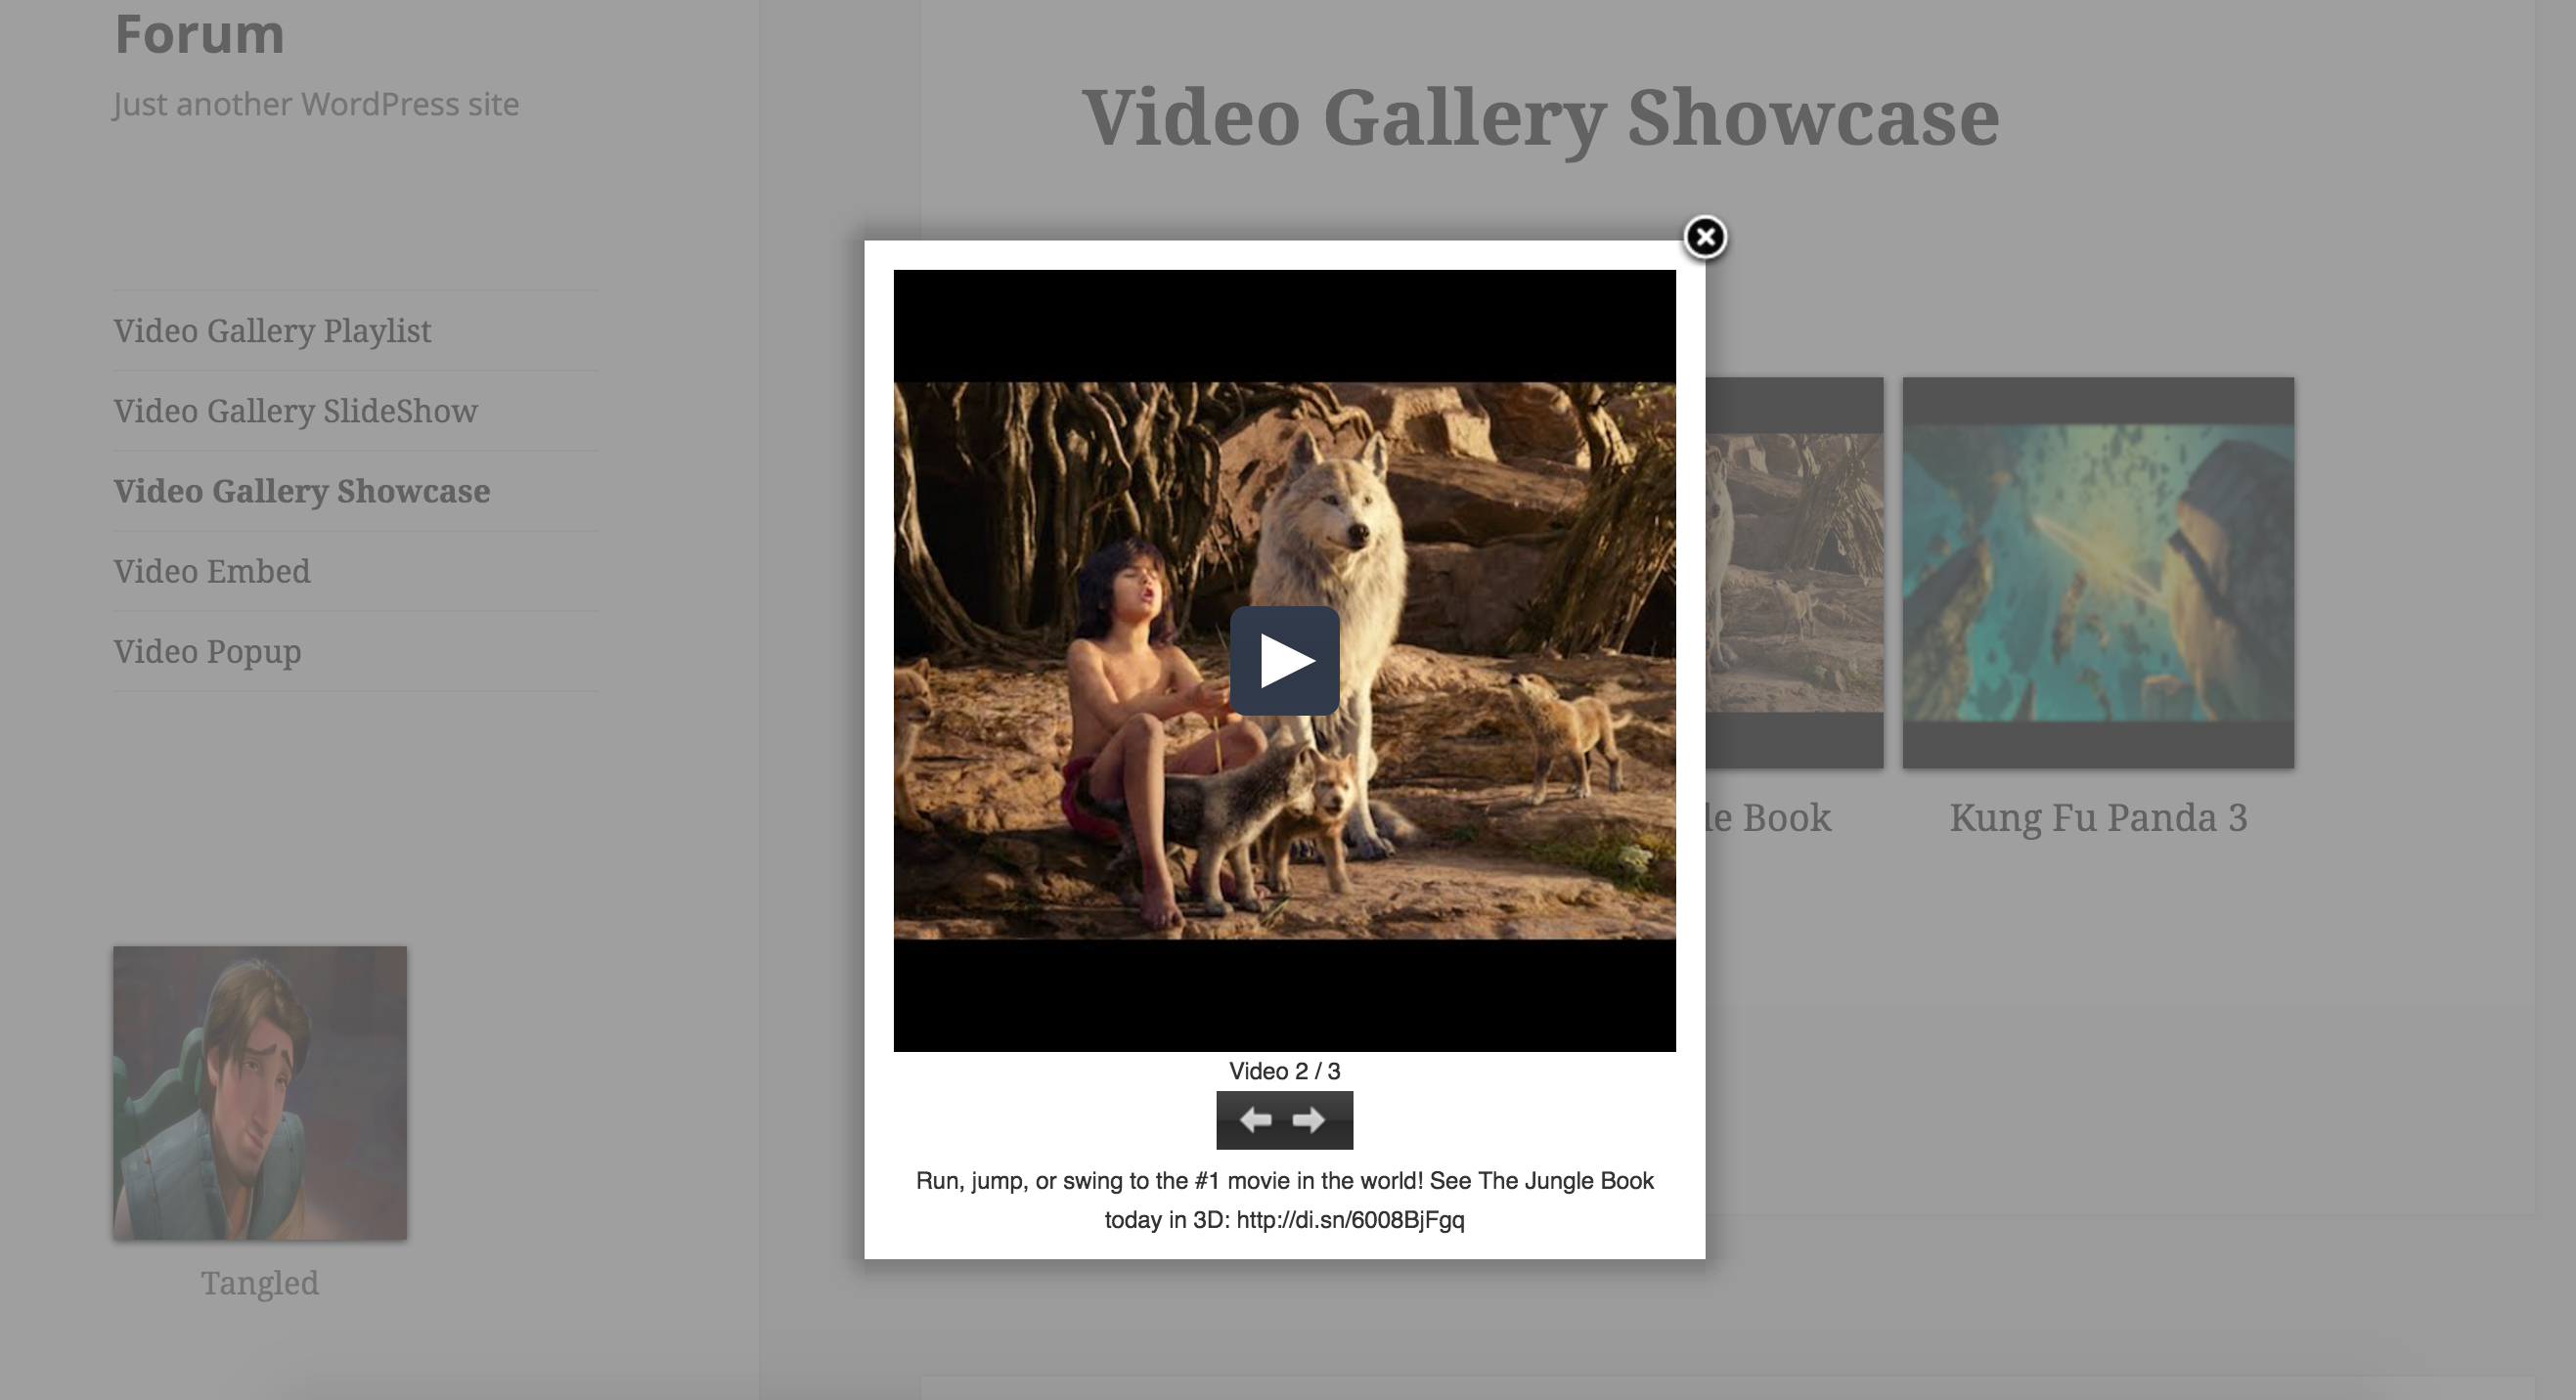 Forum
Just another WordPress site
Video Gallery Playlist
Video Gallery SlideShow
Video Gallery Showcase
Video Embed
Video Popup
Tangled
Video Gallery Showcase
Book
Kung Fu Panda 3
Video 2 / 3
Run, jump, or swing to the #1 movie in the world! See The Jungle Book
today in 3D: http://di.sn/6008BjFgq